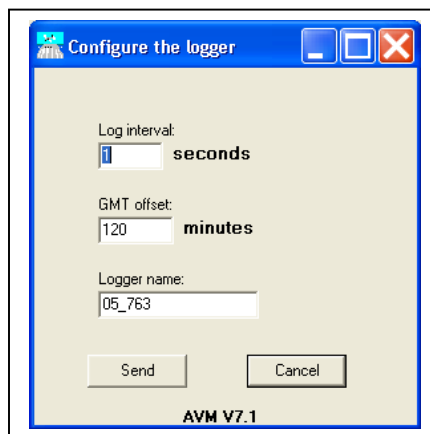 Configure the logger
Log interval:
1 seconds
GMT offset:
120 minutes
Logger name:
05_763
Send Cancel
AVM V7.1